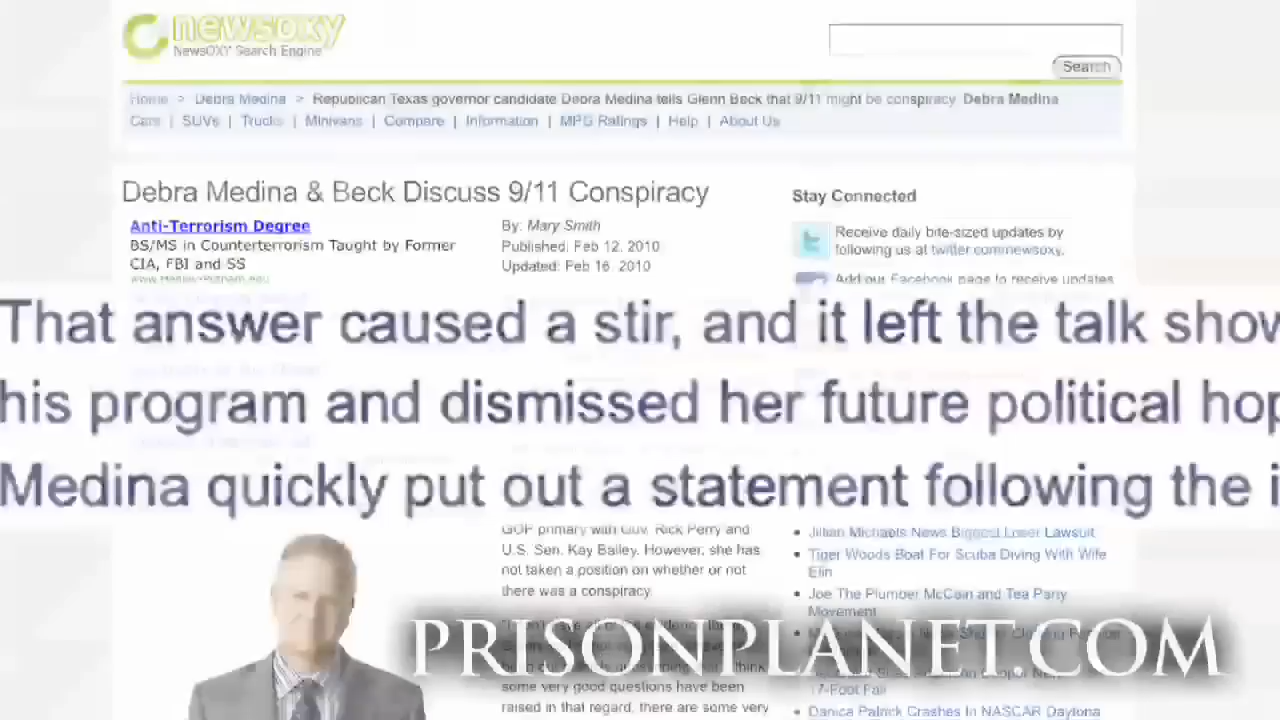 newsoxy
NewsOXY Search Engine
Search
Home > Debra Medina > Republican Texas governor candidate Debra Medina tells Glenn Beck that 9/11 might be conspiracy Debra Medina
Cars | SUVs | Trucks | Minivans | Compare | Information | MPG Ratings | Help | About Us
Debra Medina & Beck Discuss 9/11 Conspiracy
Anti-Terrorism Degree
BS/MS in Counterterrorism Taught by Former
CIA, FBI and SS
By: Mary Smith
Published: Feb 12, 2010
Updated: Feb 16, 2010
Stay Connected
Receive daily bite-sized updates by
following us at twitter.com/newsoxy.
Add our Facebook page to receive updates
That answer caused a stir, and it left the talk show
his program and dismissed her future political hop
Medina quickly put out a statement following the i
GOP primary with Guv. Rick Perry and
U.S. Sen. Kay Bailey. However, she has
not taken a position on whether or not
there was a conspiracy.
some very good questions have been
raised in that regard, there are some very
Jillian Michaels News Biggest Loser Lawsuit
Tiger Woods Boat For Scuba Diving With Wife
Elin
Joe The Plumber McCain and Tea Party
Movement
17-Foot Fall
Danica Patrick Crashes In NASCAR Daytona
PRISONPLANET.COM